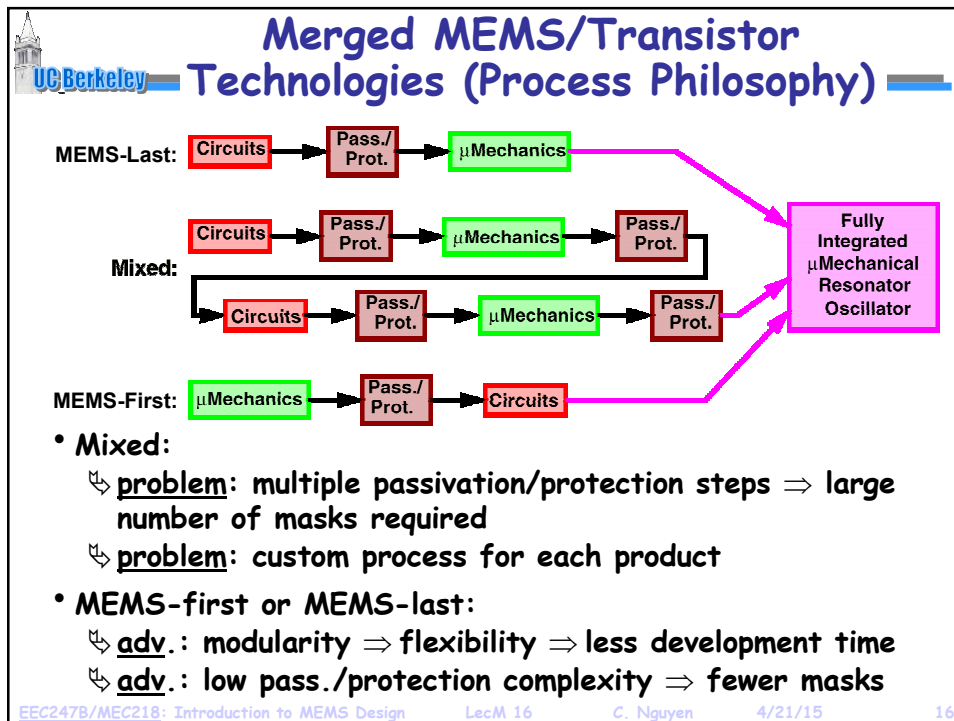 Merged MEMS/Transistor
UC Berkeley
Technologies (Process Philosophy)
MEMS-Last:
Circuits
Pass./
Prot.
μMechanics
Mixed:
Circuits
Pass./
Prot.
μMechanics
Pass./
Prot.
Circuits
Pass./
Prot.
μMechanics
Pass./
Prot.
MEMS-First:
μMechanics
Pass./
Prot.
Circuits
Fully
Integrated
μMechanical
Resonator
Oscillator
• Mixed:
↳ problem: multiple passivation/protection steps ⇒ large
number of masks required
↳ problem: custom process for each product
• MEMS-first or MEMS-last:
↳ adv.: modularity ⇒ flexibility ⇒ less development time
↳ adv.: low pass./protection complexity ⇒ fewer masks
EEC247B/MEC218: Introduction to MEMS Design LecM 16 C. Nguyen 4/21/15 16